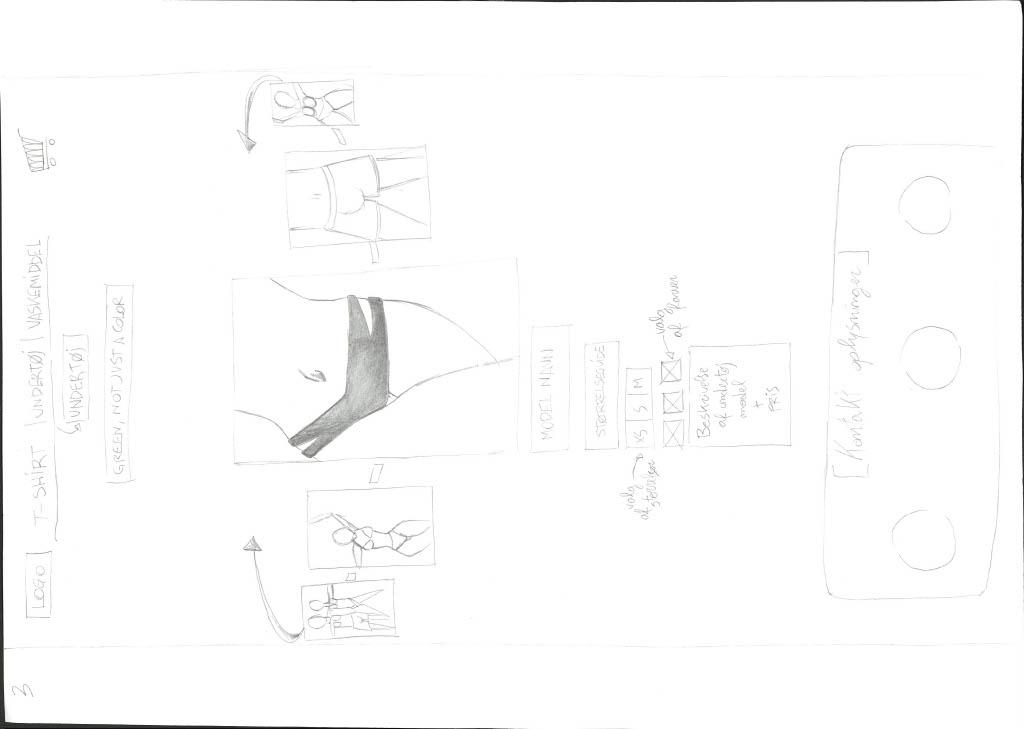 3
LOGO T-SHIRT | UNDERTØJ | VASKEMIDDEL
UNDERTØJ
GREEN, NOT JUST A COLOR
MODEL NAVN
STØRRELSEGUIDE
valg
af
størrelser
XS S M
valg
af farver
Beskrivelse
af undertøj
model
+
PRIS
[Kontakt oplysninger]